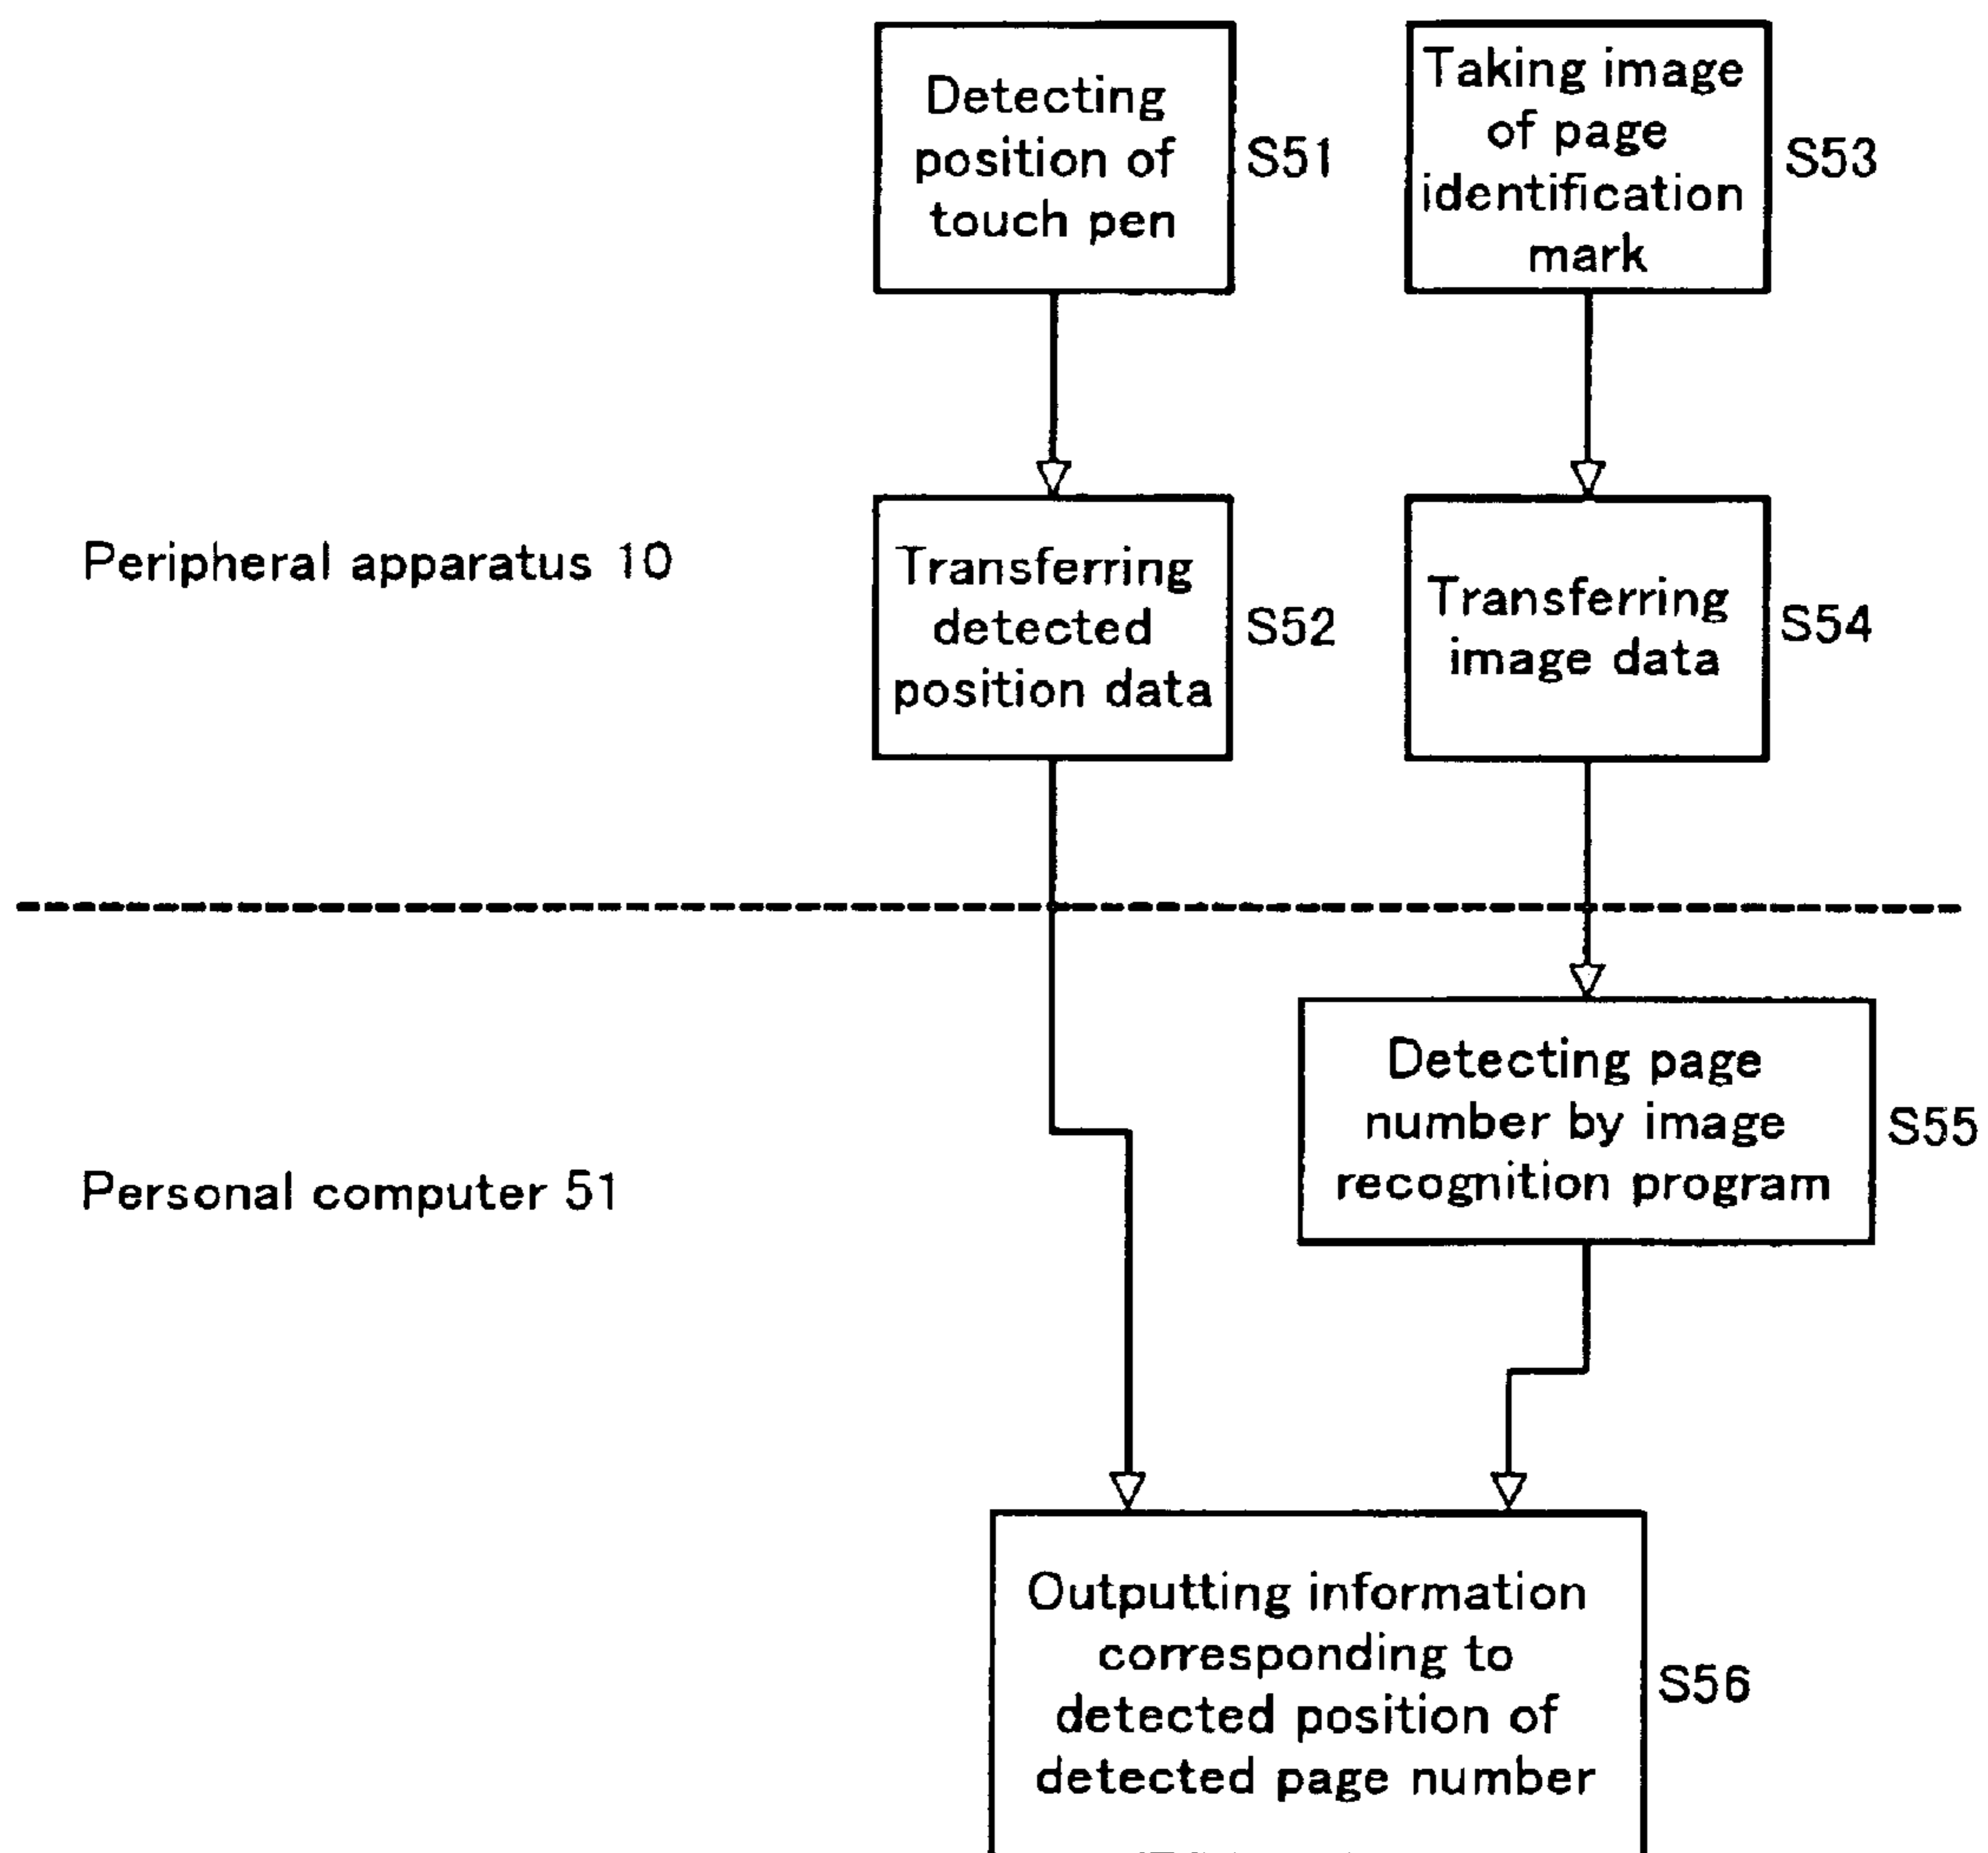 Detecting
position of
touch pen
S51
Taking image
of page
identification
mark
S53
Peripheral apparatus 10
Transferring
detected
position data
S52
Transferring
image data
S54
Detecting page
number by image
recognition program
S55
Personal computer 51
Outputting information
corresponding to
detected position of
detected page number
S56